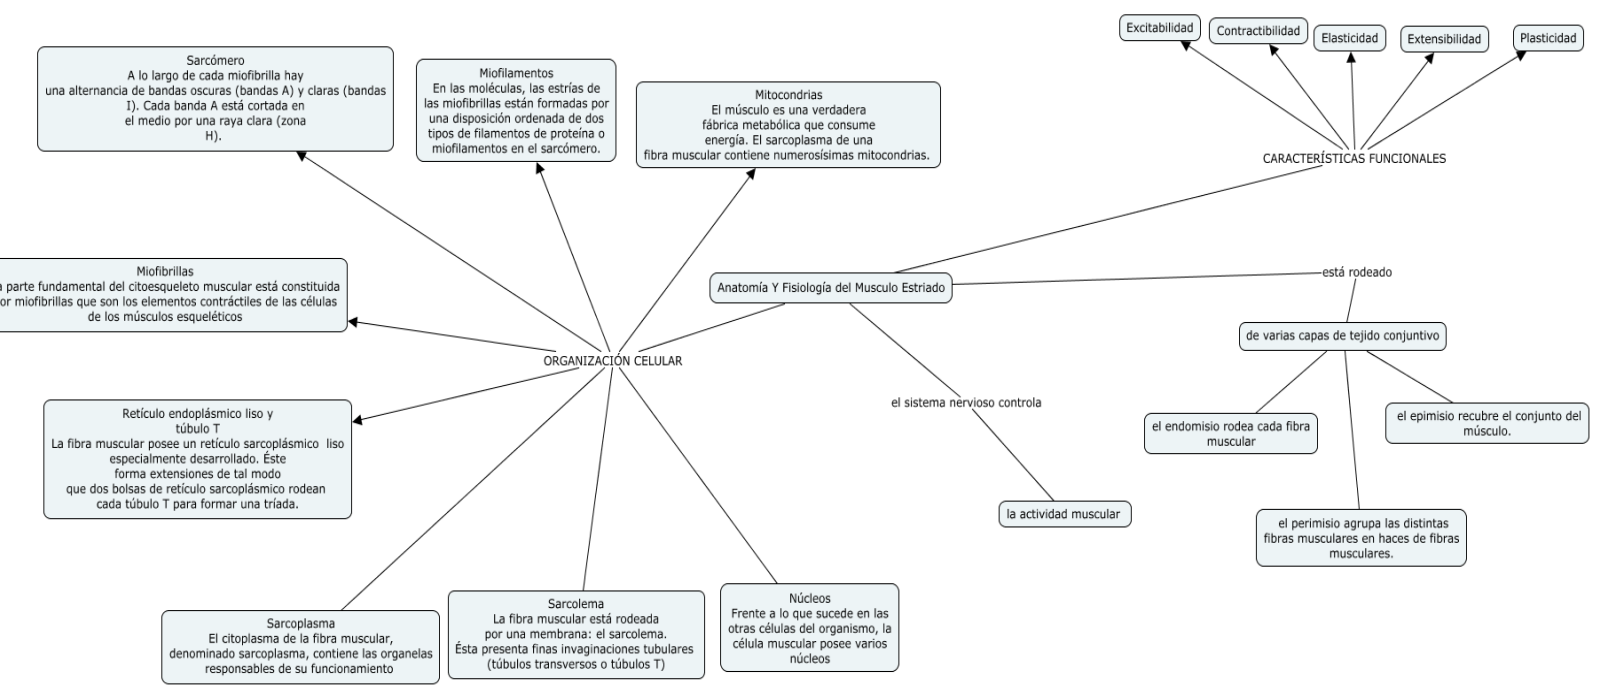 Excitabilidad
Contractibilidad
Elasticidad
Extensibilidad
Plasticidad
CARACTERÍSTICAS FUNCIONALES
Sarcómero
A lo largo de cada miofibrilla hay
una alternancia de bandas oscuras (bandas A) y claras (bandas
I). Cada banda A está cortada en
el medio por una raya clara (zona
H).
Miofilamentos
En las moléculas, las estrías de
las miofibrillas están formadas por
una disposición ordenada de dos
tipos de filamentos de proteína o
miofilamentos en el sarcómero.
Mitocondrias
El músculo es una verdadera
fábrica metabólica que consume
energía. El sarcoplasma de una
fibra muscular contiene numerosísimas mitocondrias.
Miofibrillas
a parte fundamental del citoesqueleto muscular está constituida
or miofibrillas que son los elementos contráctiles de las células
de los músculos esqueléticos
Anatomía Y Fisiología del Musculo Estriado
está rodeado
de varias capas de tejido conjuntivo
ORGANIZACIÓN CELULAR
el sistema nervioso controla
la actividad muscular
el endomisio rodea cada fibra
muscular
el epimisio recubre el conjunto del
músculo.
el perimisio agrupa las distintas
fibras musculares en haces de fibras
musculares.
Retículo endoplásmico liso y
túbulo T
La fibra muscular posee un retículo sarcoplásmico  liso
especialmente desarrollado. Éste
forma extensiones de tal modo
que dos bolsas de retículo sarcoplásmico rodean
cada túbulo T para formar una tríada.
Sarcoplasma
El citoplasma de la fibra muscular,
denominado sarcoplasma, contiene las organelas
responsables de su funcionamiento
Sarcolema
La fibra muscular está rodeada
por una membrana: el sarcolema.
Ésta presenta finas invaginaciones tubulares
(túbulos transversos o túbulos T)
Núcleos
Frente a lo que sucede en las
otras células del organismo, la
célula muscular posee varios
núcleos